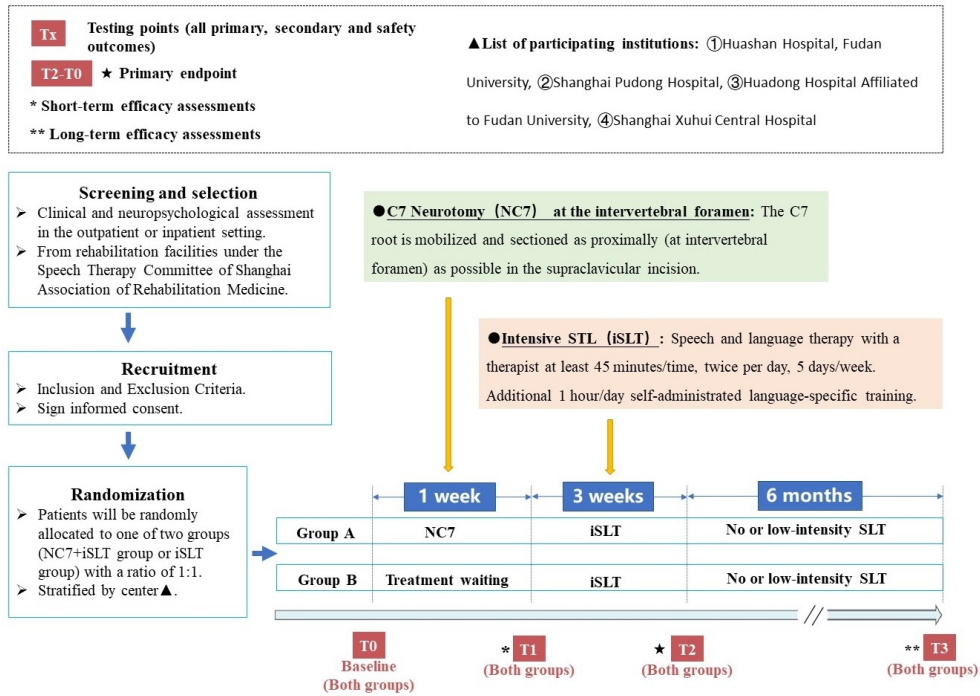 Tx Testing points (all primary, secondary and safety
outcomes)
T2-T0 ★ Primary endpoint
* Short-term efficacy assessments
** Long-term efficacy assessments
▲List of participating institutions: ①Huashan Hospital, Fudan
University, ②Shanghai Pudong Hospital, ③Huadong Hospital Affiliated
to Fudan University, ④Shanghai Xuhui Central Hospital
Screening and selection
➢ Clinical and neuropsychological assessment
in the outpatient or inpatient setting.
➢ From rehabilitation facilities under the
Speech Therapy Committee of Shanghai
Association of Rehabilitation Medicine.
Recruitment
➢ Inclusion and Exclusion Criteria.
➢ Sign informed consent.
Randomization
➢ Patients will be randomly
allocated to one of two groups
(NC7+iSLT group or iSLT
group) with a ratio of 1:1.
➢ Stratified by center▲.
●C7 Neurotomy (NC7) at the intervertebral foramen: The C7
root is mobilized and sectioned as proximally (at intervertebral
foramen) as possible in the supraclavicular incision.
●Intensive STL (iSLT) : Speech and language therapy with a
therapist at least 45 minutes/time, twice per day, 5 days/week.
Additional 1 hour/day self-administrated language-specific training.
1 week 3 weeks 6 months
Group A NC7 iSLT No or low-intensity SLT
Group B Treatment waiting iSLT No or low-intensity SLT
T0 * T1 ★ T2 ** T3
Baseline (Both groups) (Both groups) (Both groups)
(Both groups)